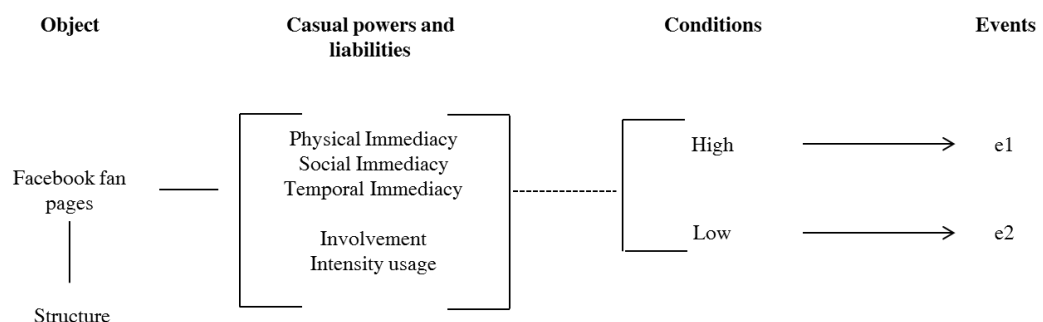 Object
Casual powers and
liabilities
Conditions
Events
Facebook fan
pages
Structure
Physical Immediacy
Social Immediacy
Temporal Immediacy
Involvement
Intensity usage
High
Low
e1
e2